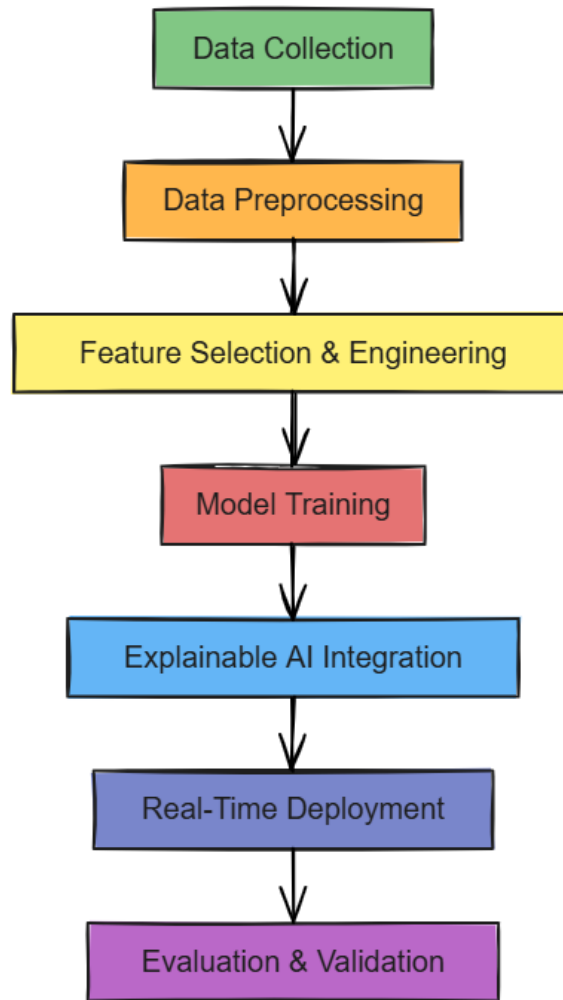 Data Collection
Data Preprocessing
Feature Selection & Engineering
Model Training
Explainable AI Integration
Real-Time Deployment
Evaluation & Validation